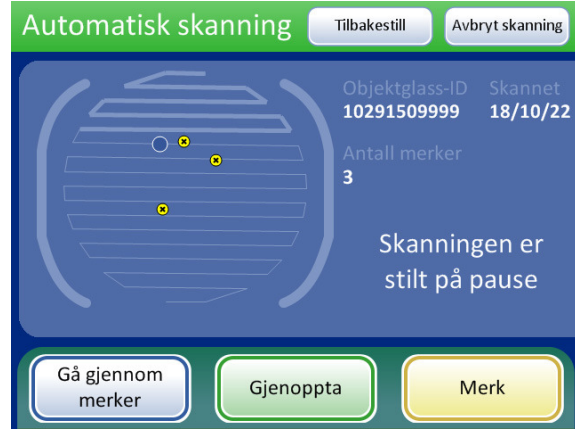 Automatisk skanning
Tilbakestill
Avbryt skanning
Objektglass-ID Skannet
10291509999 18/10/22
Antall merker
3
Skanningen er
stilt på pause
Gå gjennom
merker
Gjenoppta
Merk